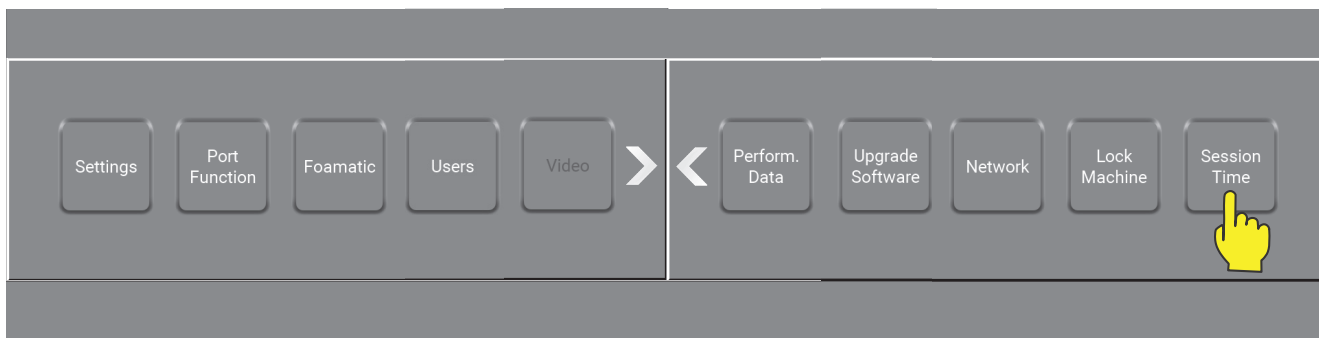 Settings
Port
Function
Foamatic
Users
Video
Perform.
Data
Upgrade
Software
Network
Lock
Machine
Session
Time